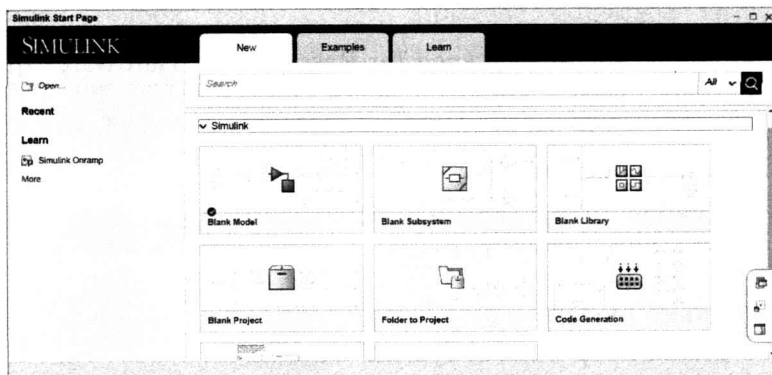 Simulink Start Page
SIMULINK
New
Examples
Learn
Open...
Recent
Learn
Simulink Onramp
More
Search
All
Simulink
Blank Model
Blank Subsystem
Blank Library
Blank Project
Folder to Project
Code Generation